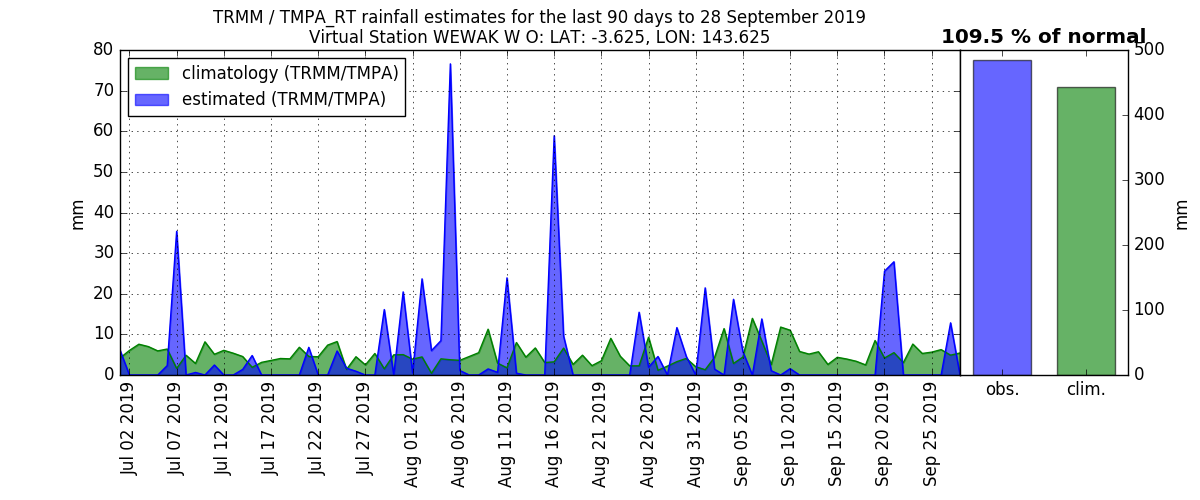 TRMM / TMPA_RT rainfall estimates for the last 90 days to 28 September 2019
Virtual Station WEWAK W O: LAT: -3.625, LON: 143.625
109.5 % of normal
climatology (TRMM/TMPA)
estimated (TRMM/TMPA)
80
70
60
50
40
30
20
10
0
mm
Jul 02 2019
Jul 07 2019
Jul 12 2019
Jul 17 2019
Jul 22 2019
Jul 27 2019
Aug 01 2019
Aug 06 2019
Aug 11 2019
Aug 16 2019
Aug 21 2019
Aug 26 2019
Aug 31 2019
Sep 05 2019
Sep 10 2019
Sep 15 2019
Sep 20 2019
Sep 25 2019
500
400
300
200
100
0
mm
obs.
clim.